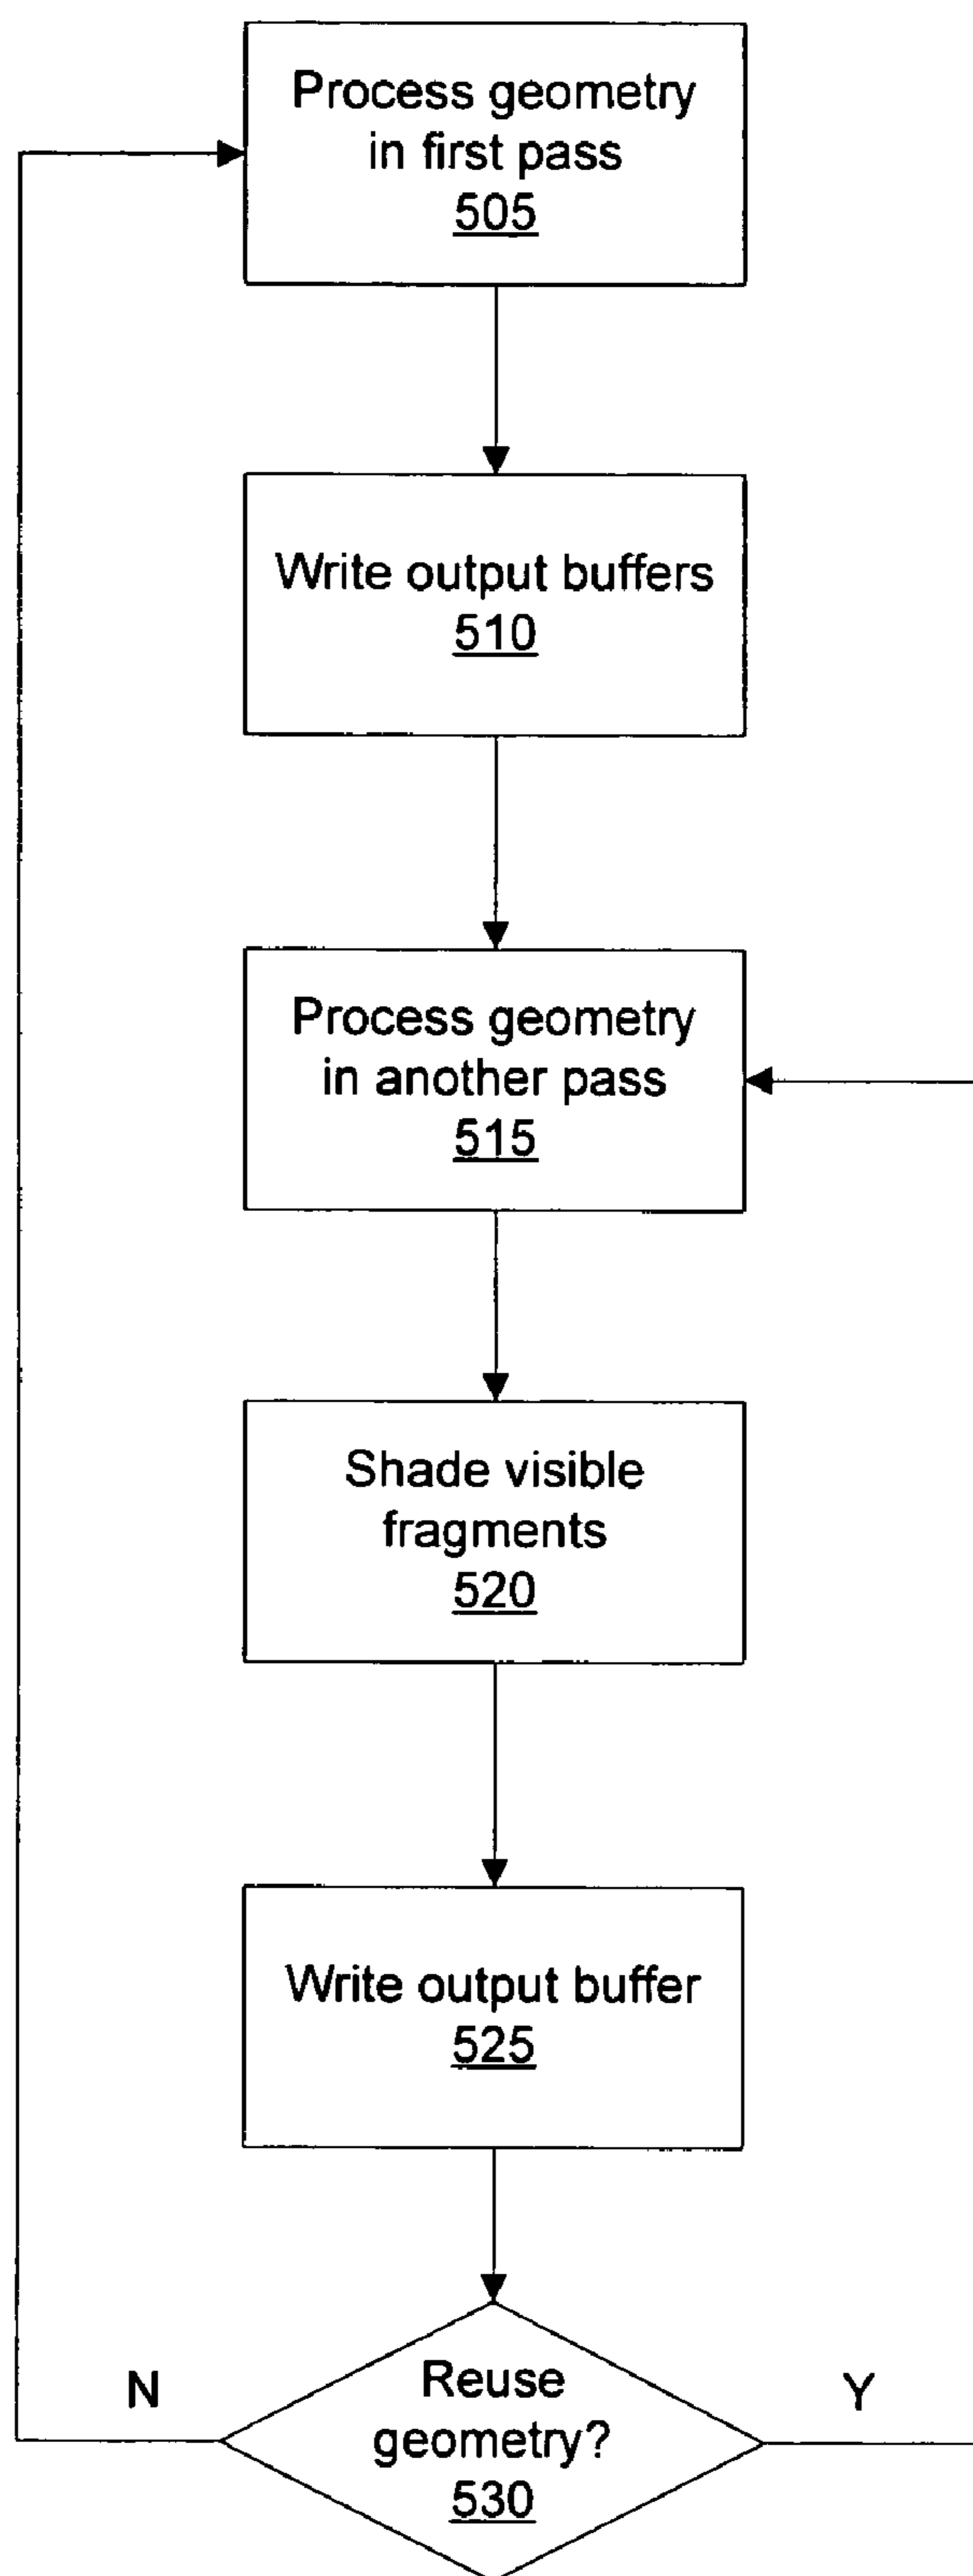 Process geometry
in first pass
505
Write output buffers
510
Process geometry
in another pass
515
Shade visible
fragments
520
Write output buffer
525
N
Reuse
geometry?
530
Y